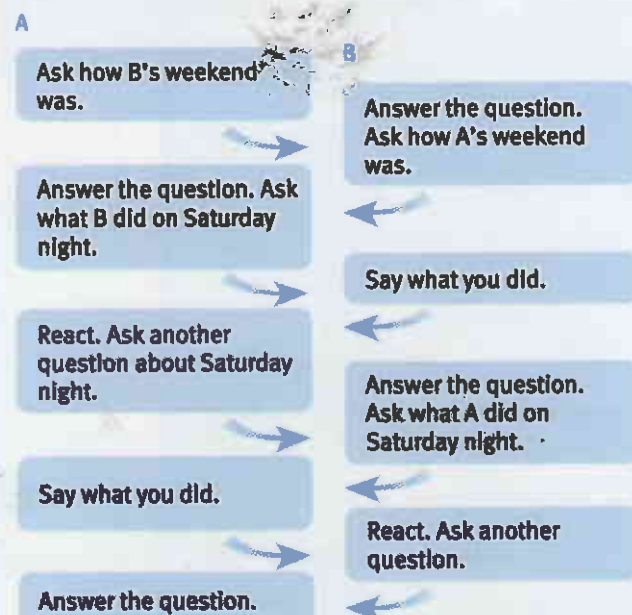 A
B
Ask how B's weekend
was.
Answer the question.
Ask how A's weekend
was.
Answer the question. Ask
what B did on Saturday
night.
Say what you did.
React. Ask another
question about Saturday
night.
Answer the question.
Ask what A did on
Saturday night.
Say what you did.
React. Ask another
question.
Answer the question.